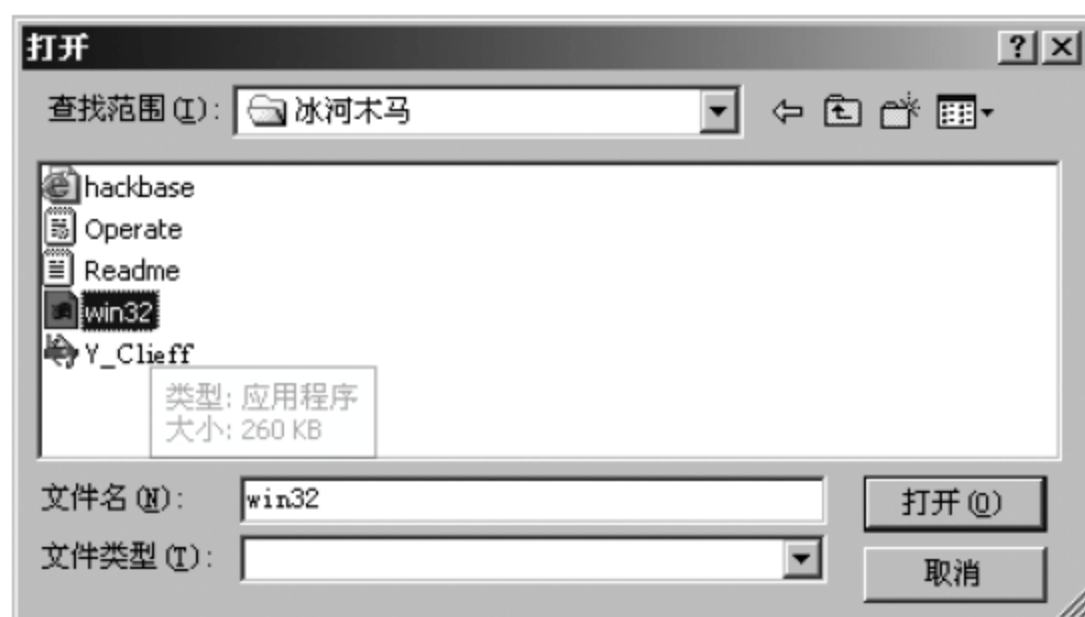 打开
查找范围(I): 冰河木马
hackbase
Operate
Readme
win32
Y_Clieff
类型: 应用程序
大小: 260 KB
文件名(N): win32
打开(O)
文件类型(T):
取消